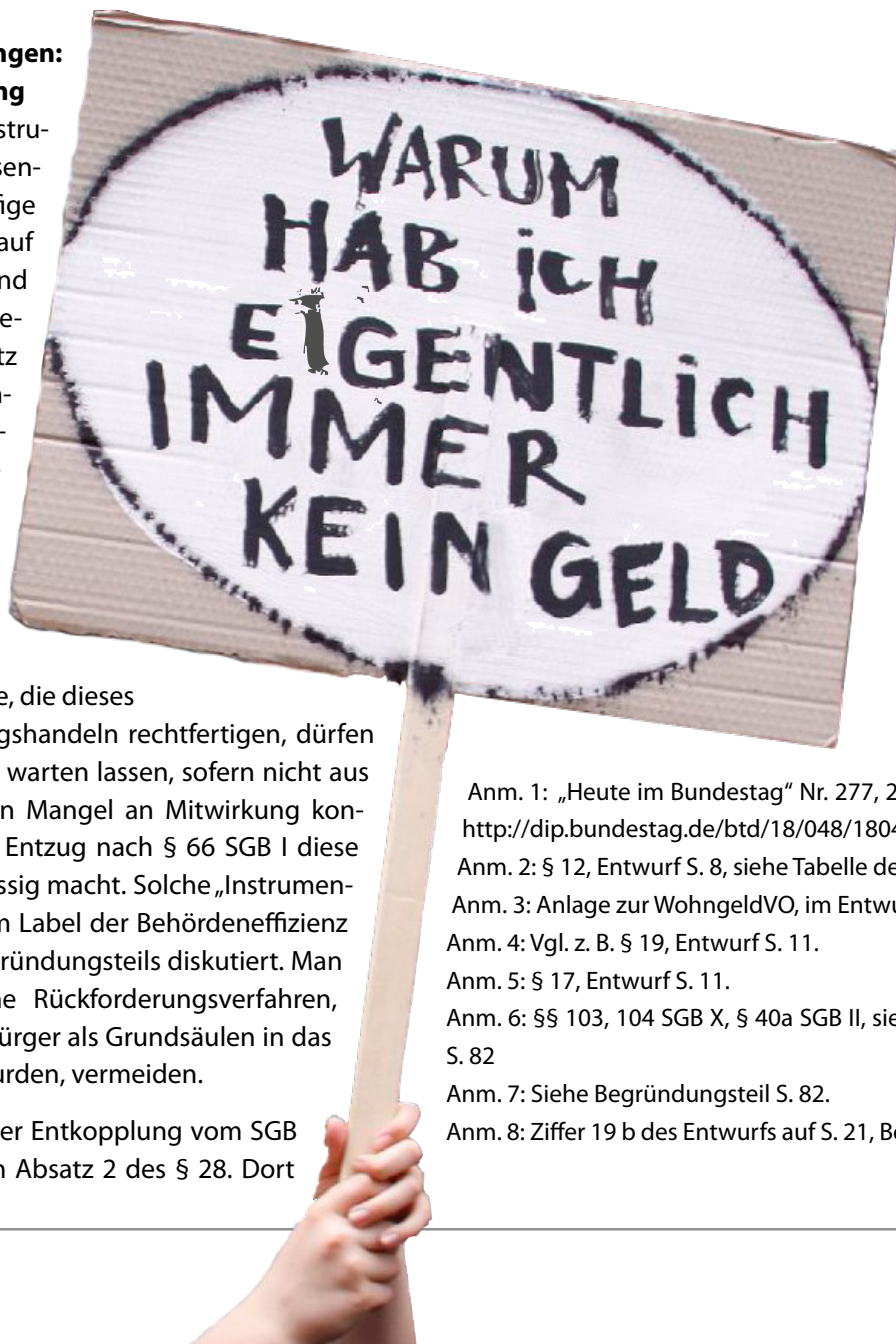 ngen:
ng
stru-
sen-
fige
auf
nd
e-
tz
n-
-
WARUM
HAB iCH
EIGENTLiCH
IMMER
KEIN GELD
e, die dieses
gshandeln rechtfertigen, dürfen
warten lassen, sofern nicht aus
n Mangel an Mitwirkung kon-
Entzug nach § 66 SGB I diese
ssig macht. Solche „Instrumen-
m Label der Behördeneffizienz
ründungsteils diskutiert. Man
ne Rückforderungsverfahren,
ürger als Grundsäulen in das
urden, vermeiden.
er Entkopplung vom SGB
n Absatz 2 des § 28. Dort
Anm. 1: „Heute im Bundestag“ Nr. 277, 2
http://dip.bundestag.de/btd/18/048/1804
Anm. 2: § 12, Entwurf S. 8, siehe Tabelle de
Anm. 3: Anlage zur WohngeldVO, im Entwu
Anm. 4: Vgl. z. B. § 19, Entwurf S. 11.
Anm. 5: § 17, Entwurf S. 11.
Anm. 6: §§ 103, 104 SGB X, § 40a SGB II, sie
S. 82
Anm. 7: Siehe Begründungsteil S. 82.
Anm. 8: Ziffer 19 b des Entwurfs auf S. 21, Be